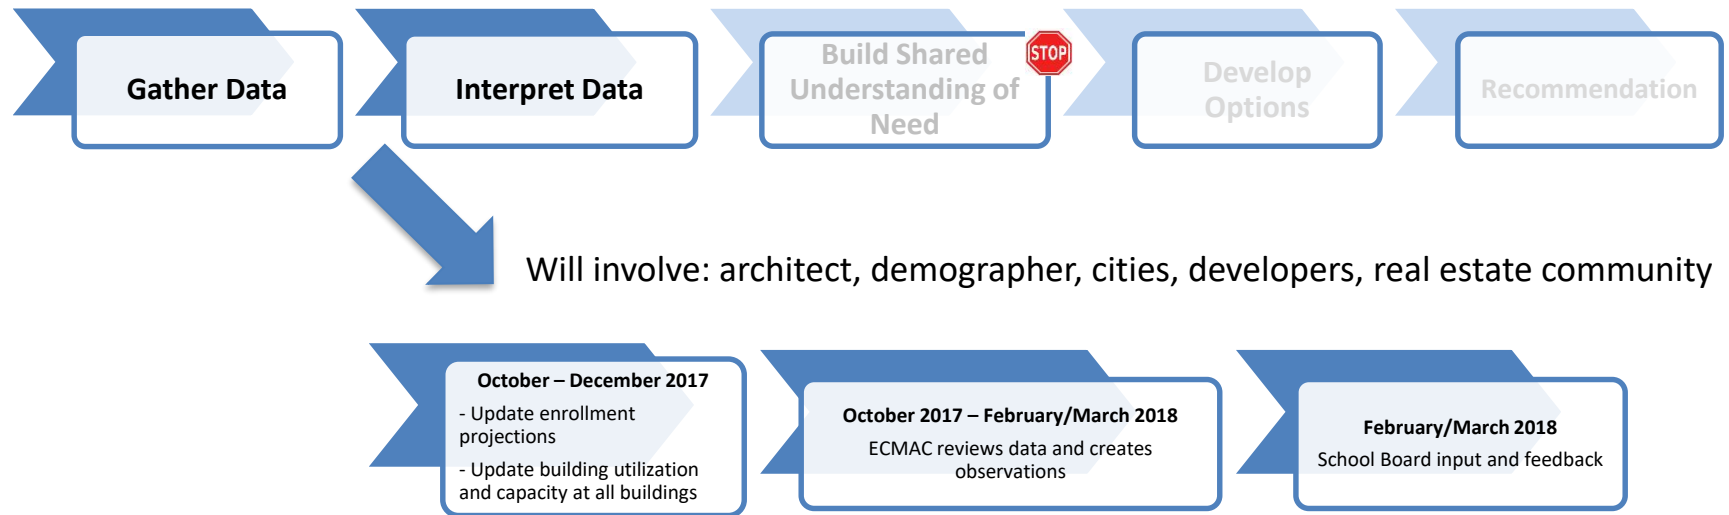 Gather Data
Interpret Data
Build Shared
Understanding of
Need
STOP
Develop
Options
Recommendation
Will involve: architect, demographer, cities, developers, real estate community
October – December 2017
- Update enrollment
projections
- Update building utilization
and capacity at all buildings
October 2017 – February/March 2018
ECMAC reviews data and creates
observations
February/March 2018
School Board input and feedback